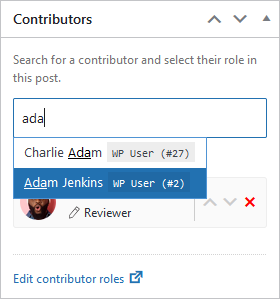 Contributors
Search for a contributor and select their role in
this post.
ada
Charlie Adam WP User (#27)
Adam Jenkins WP User (#2)
Reviewer
Edit contributor roles